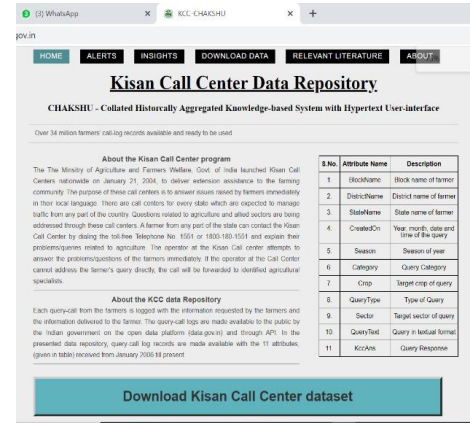 (3) WhatsApp
KCC-CHAKSHU
gov.in
HOME
ALERTS
INSIGHTS
DOWNLOAD DATA
RELEVANT LITERATURE
ABOUT
Kisan Call Center Data Repository
CHAKSHU - Collated Historcally Aggregated Knowledge-based System with Hypertext User-interface
Over 34 million farmers' call-log records available and ready to be used
About the Kisan Call Center program
The The Minsitry of Agriculture and Farmers Welfare, Govt. of India launched Kisan Call
Centers nationwide on January 21, 2004, to deliver extension assistance to the farming
community. The purpose of these call centers is to answer issues raised by farmers immediately
in their local language. There are call centers for every state which are expected to manage
traffic from any part of the country. Questions related to agriculture and allied sectors are being
addressed through these call centers. A farmer from any part of the state can contact the Kisan
Call Center by dialing the toll-free Telephone No. 1551 or 1800-180-1551 and explain their
problems/queries related to agriculture. The operator at the Kisan Call center attempts to
answer the problems/questions of the farmers immediately. If the operator at the Call Center
cannot address the farmer's query directly, the call will be forwarded to identified agricultural
specialists.
About the KCC data Repository
Each query-call from the farmers is logged with the information requested by the farmers and
the information delivered to the farmer. The query-call logs are made available to the public by
the Indian government on the open data platform (data.gov.in) and through API. In the
presented data repository, query-call log records are made available with the 11 attributes,
(given in table) received from January 2006 till present
S.No. Attribute Name Description
1 BlockName Block name of farmer
2. DistrictName District name of farmer
3. StateName State name of farmer
4. CreatedOn Year, month, date and
time of the query
5. Season Season of year
6 Category Query Category
7 Crop Target crop of query
8. QueryType Type of Query
9. Sector Target sector of query
10 QueryText Query in textual format
11 KccAns Query Response
Download Kisan Call Center dataset